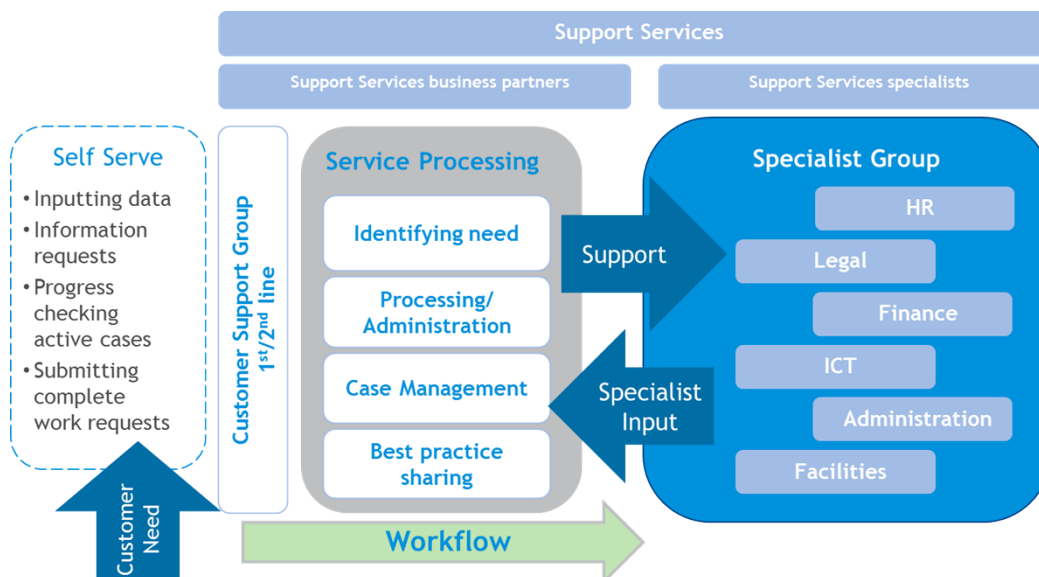 Support Services
Support Services business partners
Support Services specialists
Self Serve
• Inputting data
• Information
requests
• Progress
checking
active cases
• Submitting
complete
work requests
Customer
Need
Customer Support Group
1st/2nd line
Service Processing
Identifying need
Processing/
Administration
Case Management
Best practice
sharing
Support
Specialist
Input
Specialist Group
HR
Legal
Finance
ICT
Administration
Facilities
Workflow